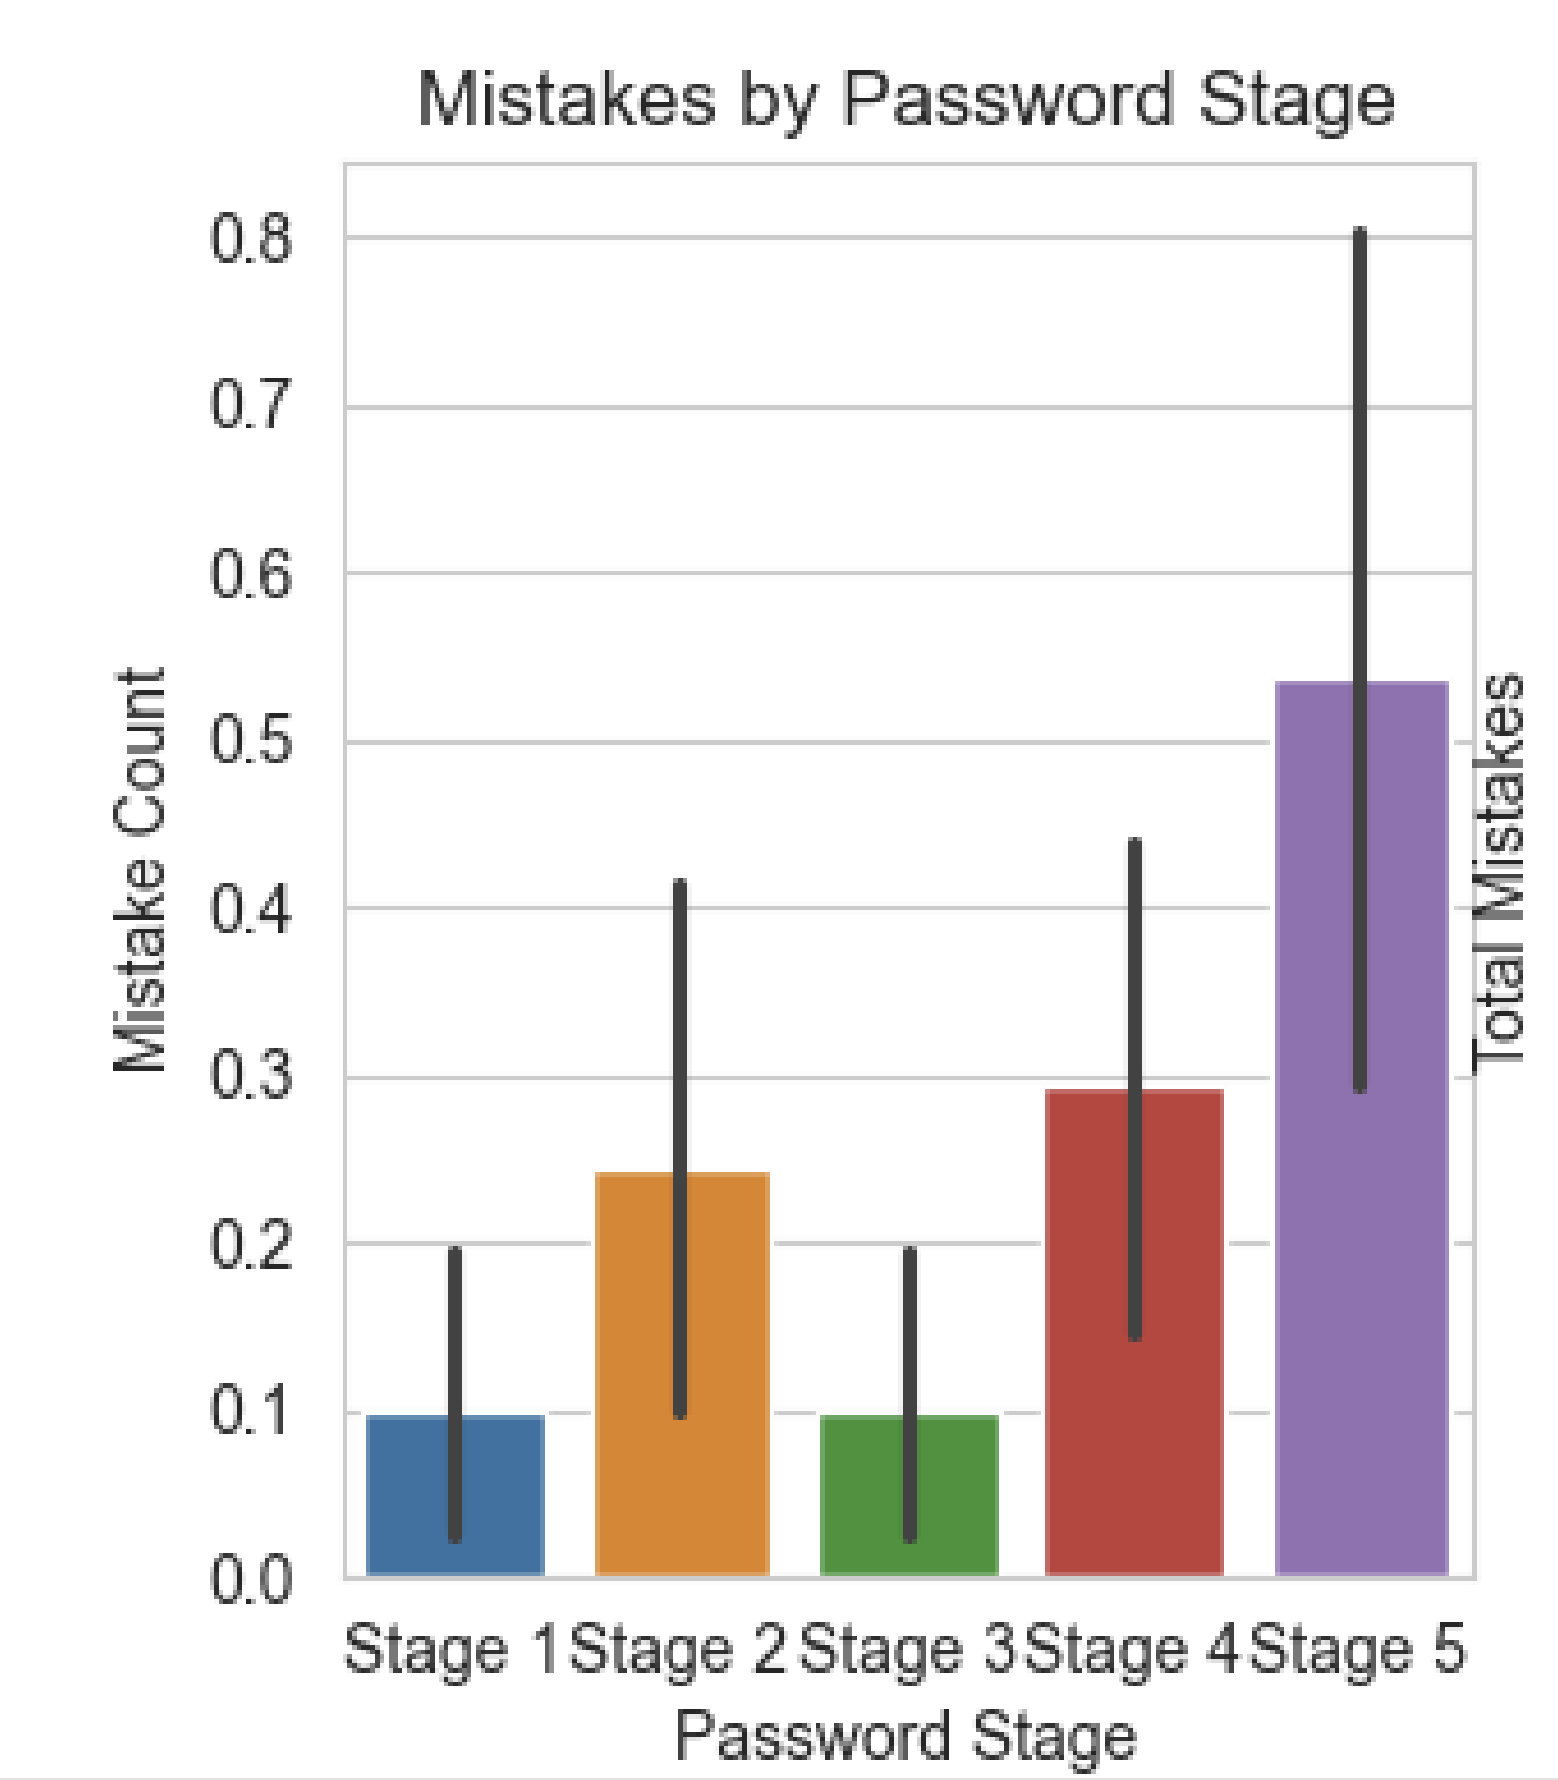 Mistakes by Password Stage
0.8
0.7
0.6
0.5
0.4
0.3
0.2
0.1
0.0
Mistake Count
Total Mistakes
Stage 1 Stage 2 Stage 3 Stage 4 Stage 5
Password Stage